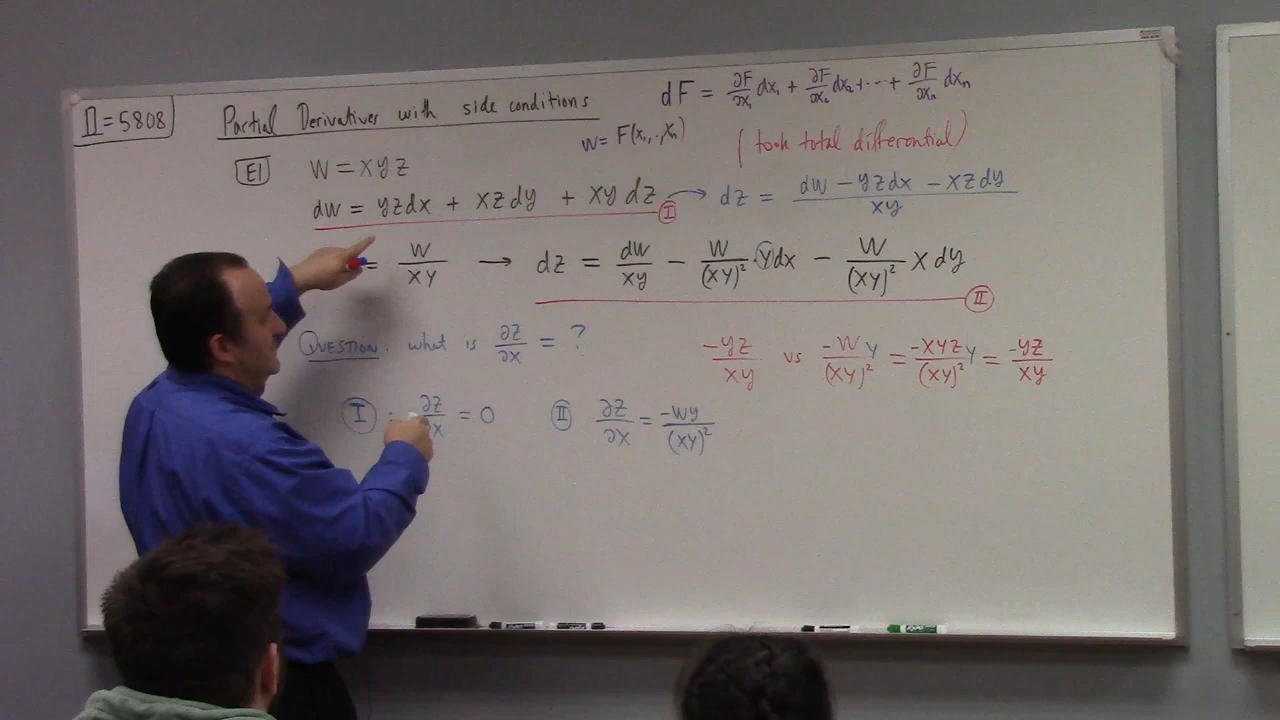 II = 5808
Partial Derivatives with side conditions
dF = ∂F/∂x₁ dx₁ + ∂F/∂x₂ dx₂ + ··· + ∂F/∂xₙ dxₙ
w = F(x₁,..,xₙ)
(took total differential)
E1 W = xyz
dw = yzdx + xzdy + xy dz Ⓘ → dz = (dw − yzdx − xzdy)/xy
= W/xy → dz = dw/xy − W/(xy)² · y dx − W/(xy)² x dy
II
QUESTION. what is ∂z/∂x = ?
−yz/xy vs −W/(xy)² y = −xyz/(xy)² y = −yz/xy
I ∂z/∂x = 0 II ∂z/∂x = −wy/(xy)²